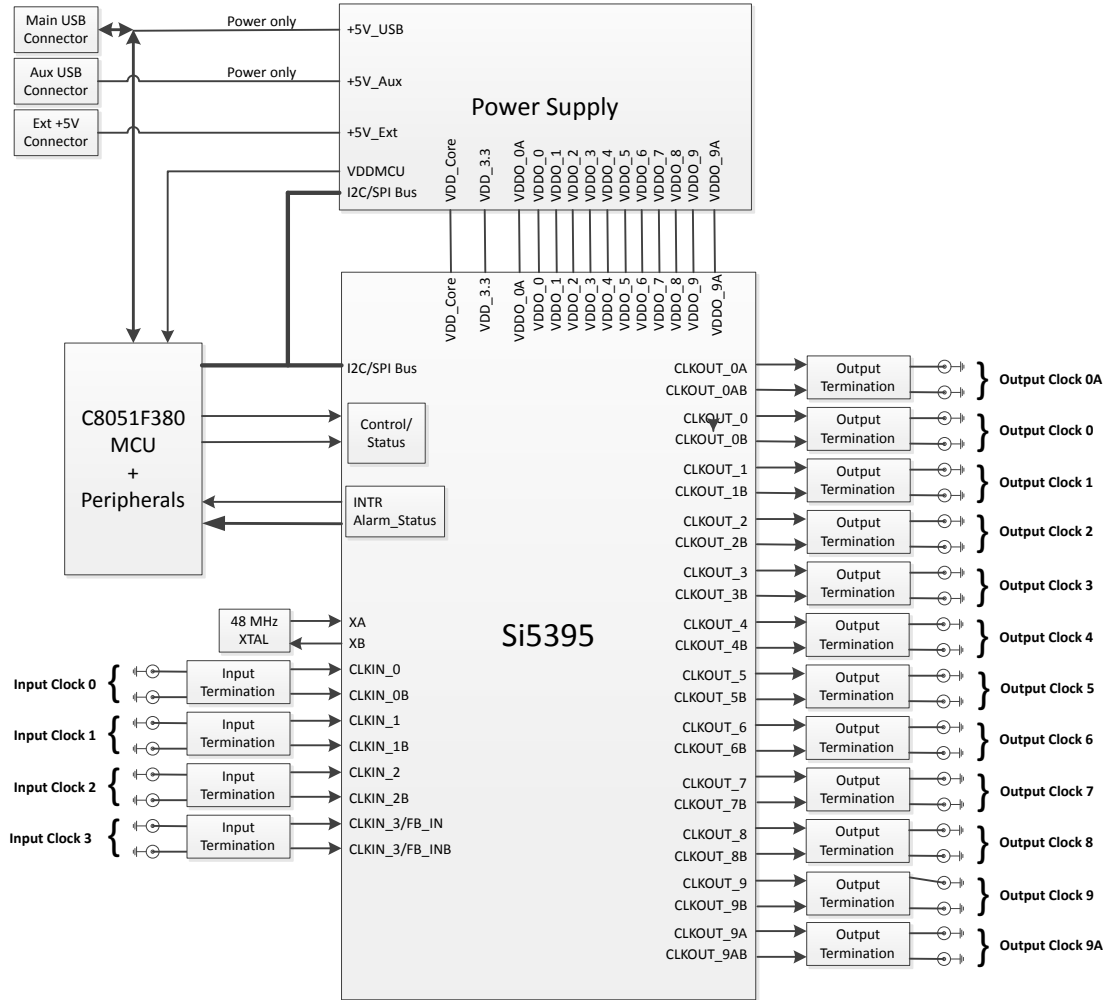 Main USB
Connector
Power only
+5V_USB
Aux USB
Connector
Power only
+5V_Aux
Ext +5V
Connector
+5V_Ext
Power Supply
VDDMCU
I2C/SPI Bus
VDD_Core
VDD_3.3
VDDO_0A
VDDO_0
VDDO_1
VDDO_2
VDDO_3
VDDO_4
VDDO_5
VDDO_6
VDDO_7
VDDO_8
VDDO_9
VDDO_9A
VDD_Core
VDD_3.3
VDDO_0A
VDDO_0
VDDO_1
VDDO_2
VDDO_3
VDDO_4
VDDO_5
VDDO_6
VDDO_7
VDDO_8
VDDO_9
VDDO_9A
C8051F380
MCU
+
Peripherals
I2C/SPI Bus
Control/
Status
INTR
Alarm_Status
48 MHz
XTAL
XA
XB
Input Clock 0
Input
Termination
CLKIN_0
CLKIN_0B
Input Clock 1
Input
Termination
CLKIN_1
CLKIN_1B
Input Clock 2
Input
Termination
CLKIN_2
CLKIN_2B
Input Clock 3
Input
Termination
CLKIN_3/FB_IN
CLKIN_3/FB_INB
Si5395
CLKOUT_0A
CLKOUT_0AB
Output
Termination
Output Clock 0A
CLKOUT_0
CLKOUT_0B
Output
Termination
Output Clock 0
CLKOUT_1
CLKOUT_1B
Output
Termination
Output Clock 1
CLKOUT_2
CLKOUT_2B
Output
Termination
Output Clock 2
CLKOUT_3
CLKOUT_3B
Output
Termination
Output Clock 3
CLKOUT_4
CLKOUT_4B
Output
Termination
Output Clock 4
CLKOUT_5
CLKOUT_5B
Output
Termination
Output Clock 5
CLKOUT_6
CLKOUT_6B
Output
Termination
Output Clock 6
CLKOUT_7
CLKOUT_7B
Output
Termination
Output Clock 7
CLKOUT_8
CLKOUT_8B
Output
Termination
Output Clock 8
CLKOUT_9
CLKOUT_9B
Output
Termination
Output Clock 9
CLKOUT_9A
CLKOUT_9AB
Output
Termination
Output Clock 9A